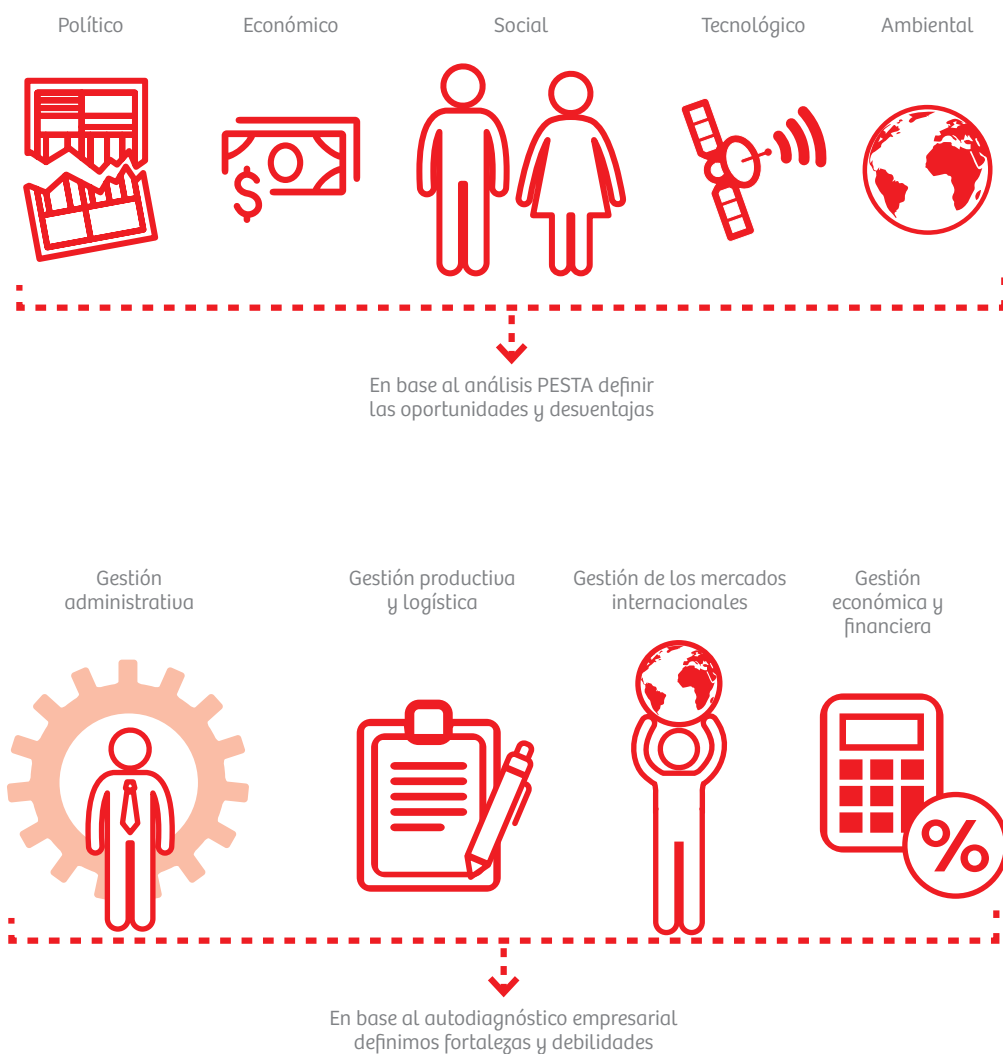 Político
Económico
Social
Tecnológico
Ambiental
$
En base al análisis PESTA definir
las oportunidades y desventajas
Gestión
administrativa
Gestión productiva
y logística
Gestión de los mercados
internacionales
Gestión
económica y
financiera
%
En base al autodiagnóstico empresarial
definimos fortalezas y debilidades